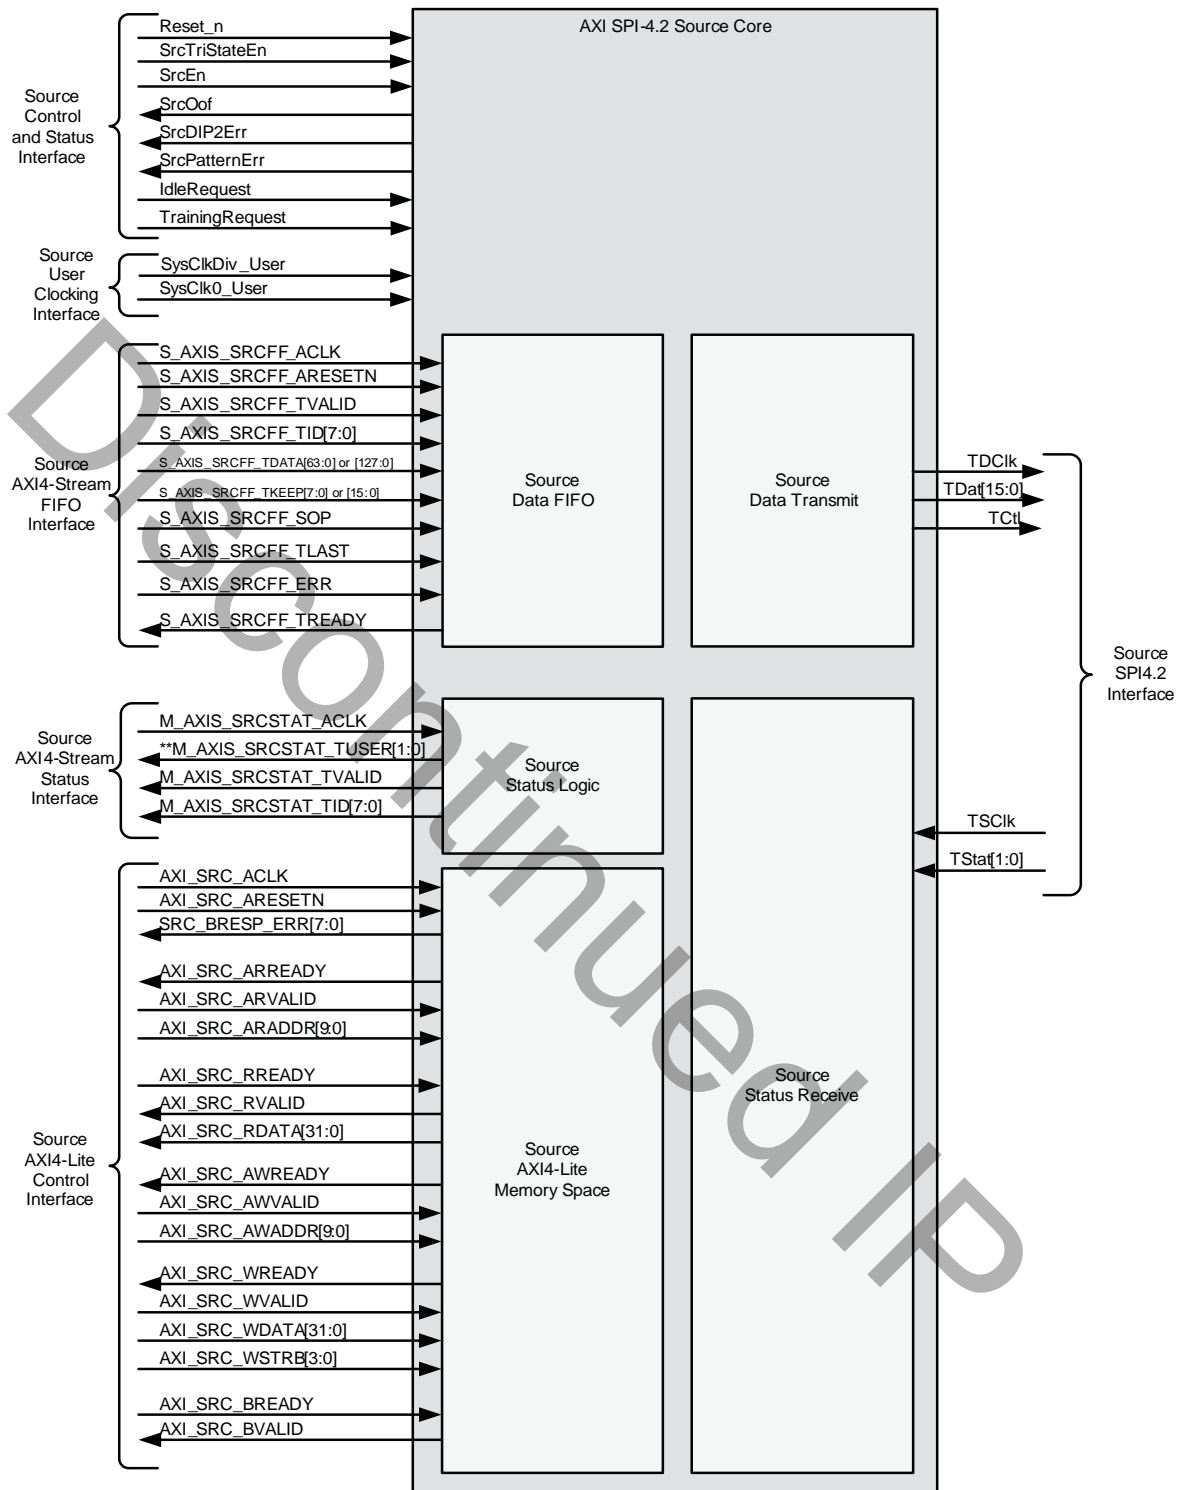 AXI SPI-4.2 Source Core
Source
Control
and Status
Interface
Reset_n
SrcTriStateEn
SrcEn
SrcOof
SrcDIP2Err
SrcPatternErr
IdleRequest
TrainingRequest
Source
User
Clocking
Interface
SysClkDiv_User
SysClk0_User
Source
AXI4-Stream
FIFO
Interface
S_AXIS_SRCFF_ACLK
S_AXIS_SRCFF_ARESETN
S_AXIS_SRCFF_TVALID
S_AXIS_SRCFF_TID[7:0]
S_AXIS_SRCFF_TDATA[63:0] or [127:0]
S_AXIS_SRCFF_TKEEP[7:0] or [15:0]
S_AXIS_SRCFF_SOP
S_AXIS_SRCFF_TLAST
S_AXIS_SRCFF_ERR
S_AXIS_SRCFF_TREADY
Source
Data FIFO
Source
Data Transmit
TDClk
TDat[15:0]
TCtl
Source
SPI4.2
Interface
Source
AXI4-Stream
Status
Interface
M_AXIS_SRCSTAT_ACLK
**M_AXIS_SRCSTAT_TUSER[1:0]
M_AXIS_SRCSTAT_TVALID
M_AXIS_SRCSTAT_TID[7:0]
Source
Status Logic
TSClk
TStat[1:0]
Source
Status Receive
Source
AXI4-Lite
Control
Interface
AXI_SRC_ACLK
AXI_SRC_ARESETN
SRC_BRESP_ERR[7:0]
AXI_SRC_ARREADY
AXI_SRC_ARVALID
AXI_SRC_ARADDR[9:0]
AXI_SRC_RREADY
AXI_SRC_RVALID
AXI_SRC_RDATA[31:0]
AXI_SRC_AWREADY
AXI_SRC_AWVALID
AXI_SRC_AWADDR[9:0]
AXI_SRC_WREADY
AXI_SRC_WVALID
AXI_SRC_WDATA[31:0]
AXI_SRC_WSTRB[3:0]
AXI_SRC_BREADY
AXI_SRC_BVALID
Source
AXI4-Lite
Memory Space
Discontinued IP